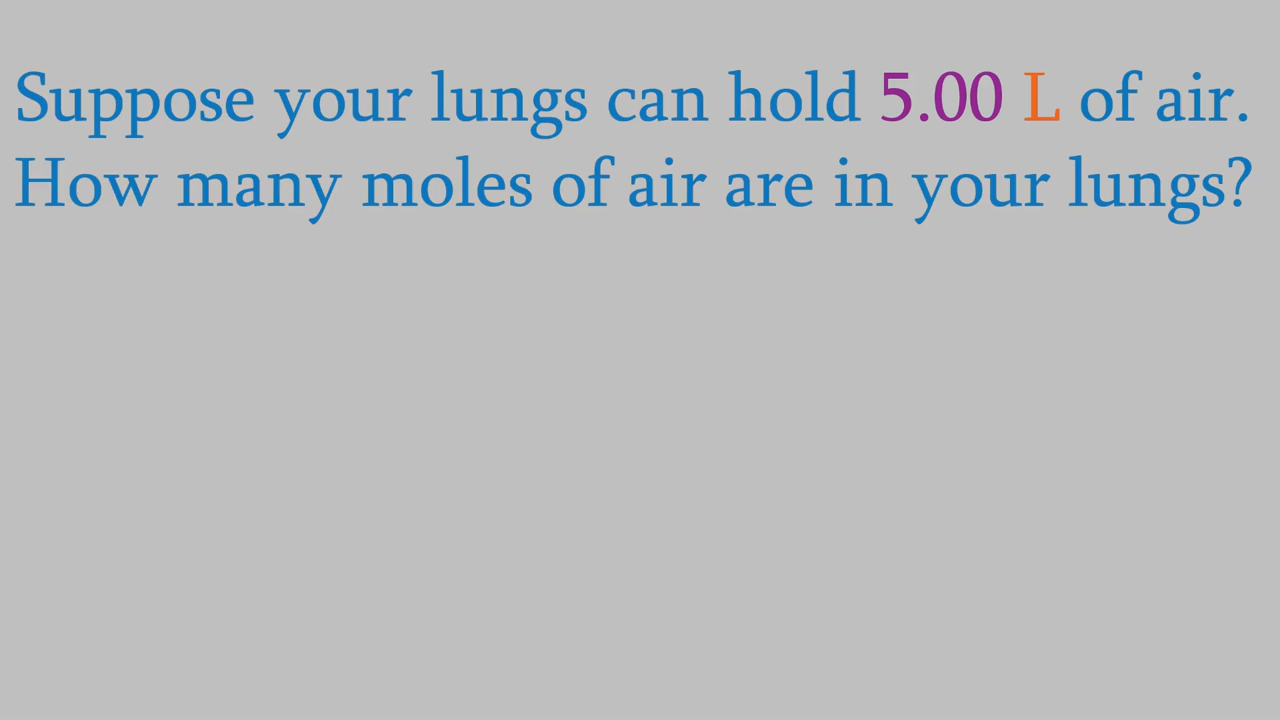 Suppose your lungs can hold 5.00 L of air.
How many moles of air are in your lungs?